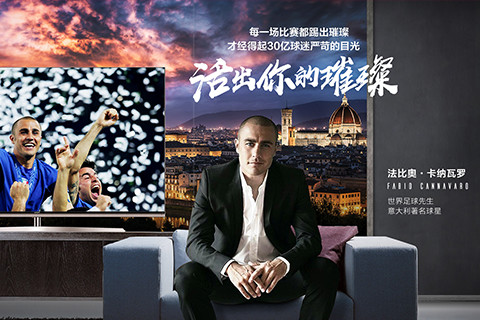 每一场比赛都踢出璀璨
才经得起30亿球迷严苛的目光
活出你的璀璨
法比奥·卡纳瓦罗
FABIO CANNAVARO
世界足球先生
意大利著名球星